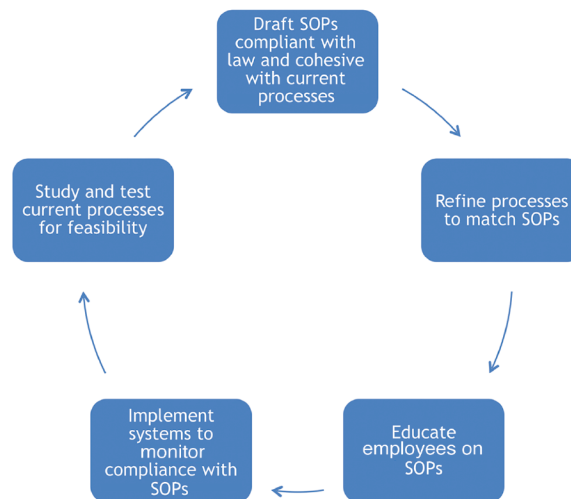 Draft SOPs
compliant with
law and cohesive
with current
processes
Refine processes
to match SOPs
Educate
employees on
SOPs
Implement
systems to
monitor
compliance with
SOPs
Study and test
current processes
for feasibility